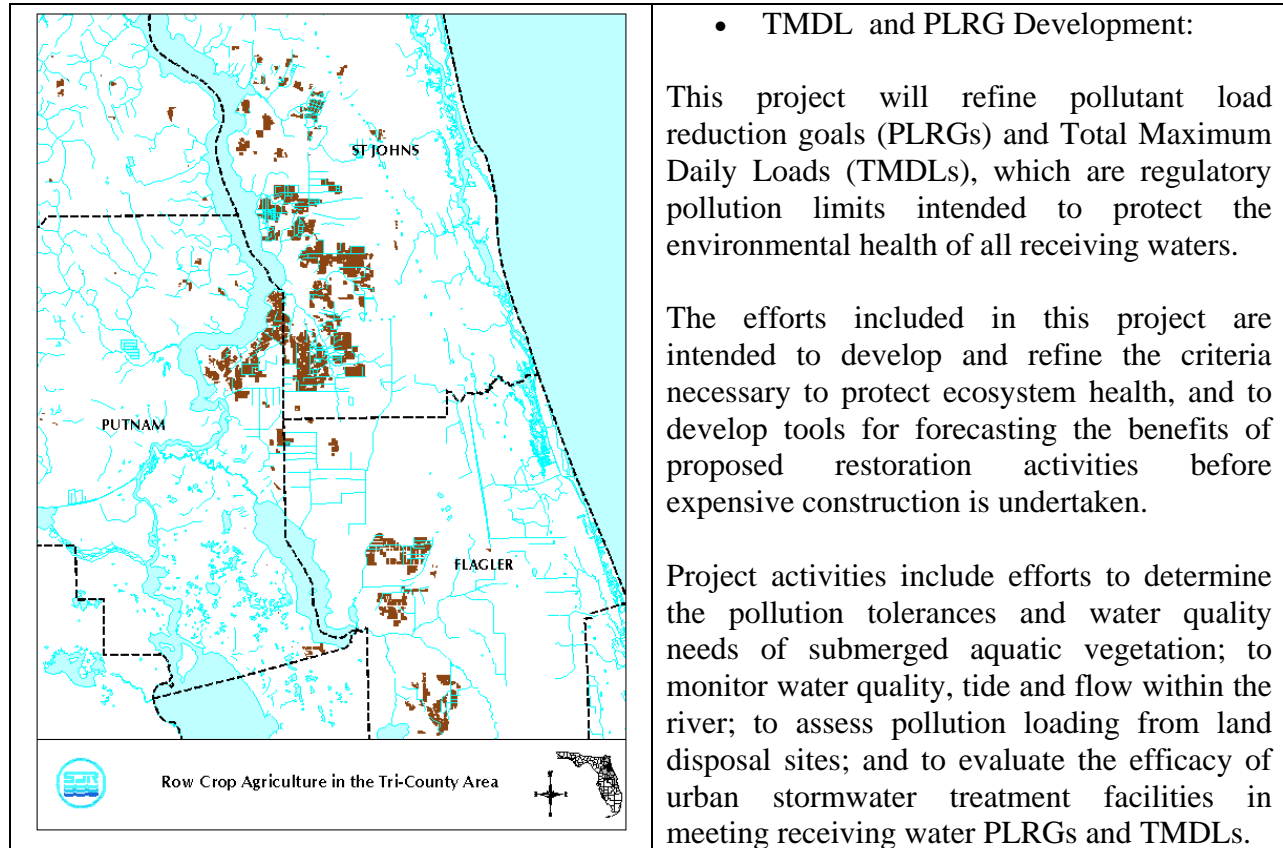 ST JOHNS
PUTNAM
FLAGLER
SJR
Row Crop Agriculture in the Tri-County Area
• TMDL and PLRG Development:
This project will refine pollutant load
reduction goals (PLRGs) and Total Maximum
Daily Loads (TMDLs), which are regulatory
pollution limits intended to protect the
environmental health of all receiving waters.
The efforts included in this project are
intended to develop and refine the criteria
necessary to protect ecosystem health, and to
develop tools for forecasting the benefits of
proposed restoration activities before
expensive construction is undertaken.
Project activities include efforts to determine
the pollution tolerances and water quality
needs of submerged aquatic vegetation; to
monitor water quality, tide and flow within the
river; to assess pollution loading from land
disposal sites; and to evaluate the efficacy of
urban stormwater treatment facilities in
meeting receiving water PLRGs and TMDLs.